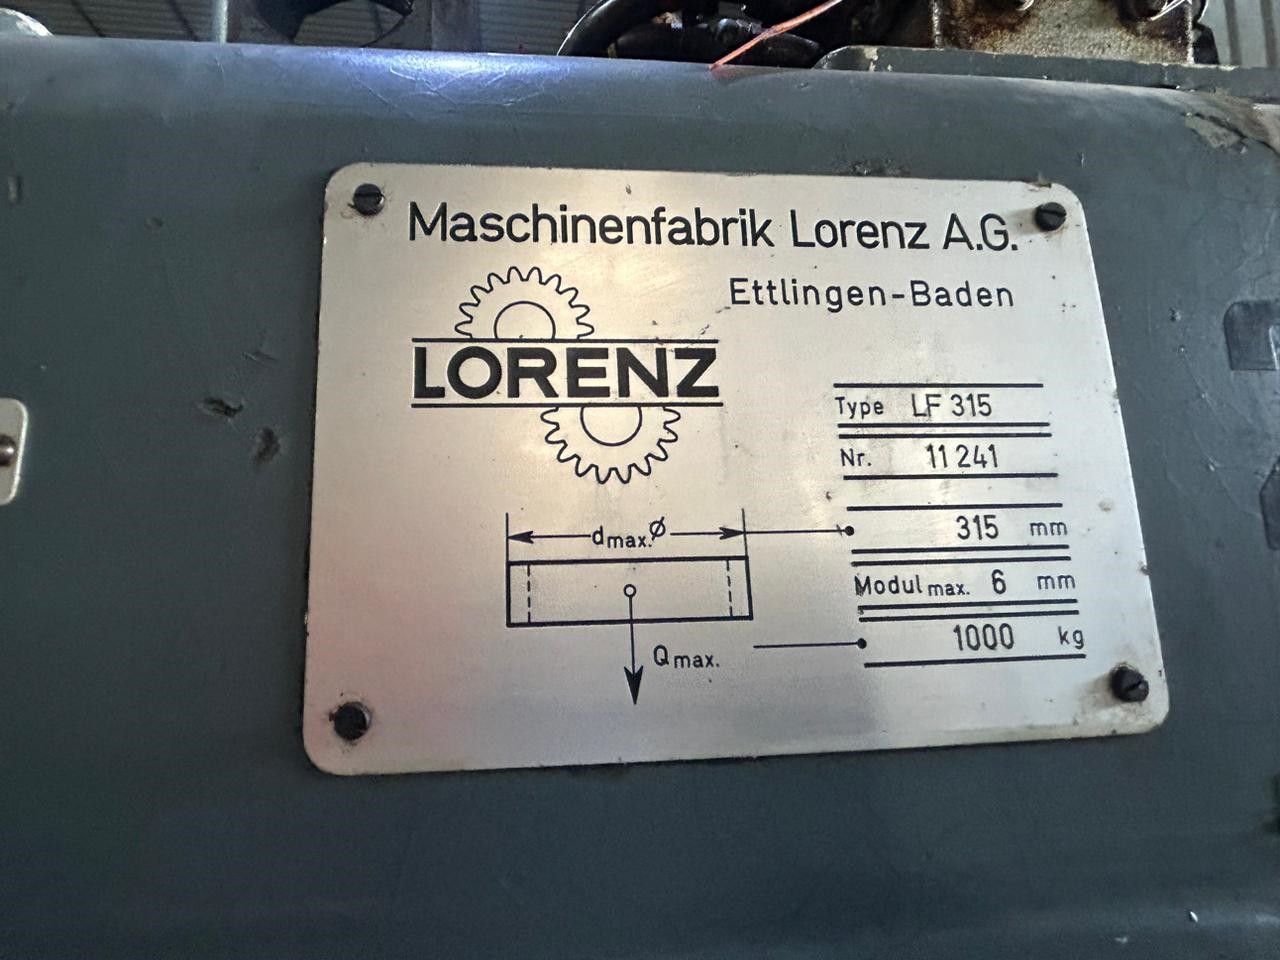 Maschinenfabrik Lorenz A.G.
Ettlingen-Baden
LORENZ
Type LF 315
Nr. 11 241
dmax. ø 315 mm
Modul max. 6 mm
Qmax. 1000 kg